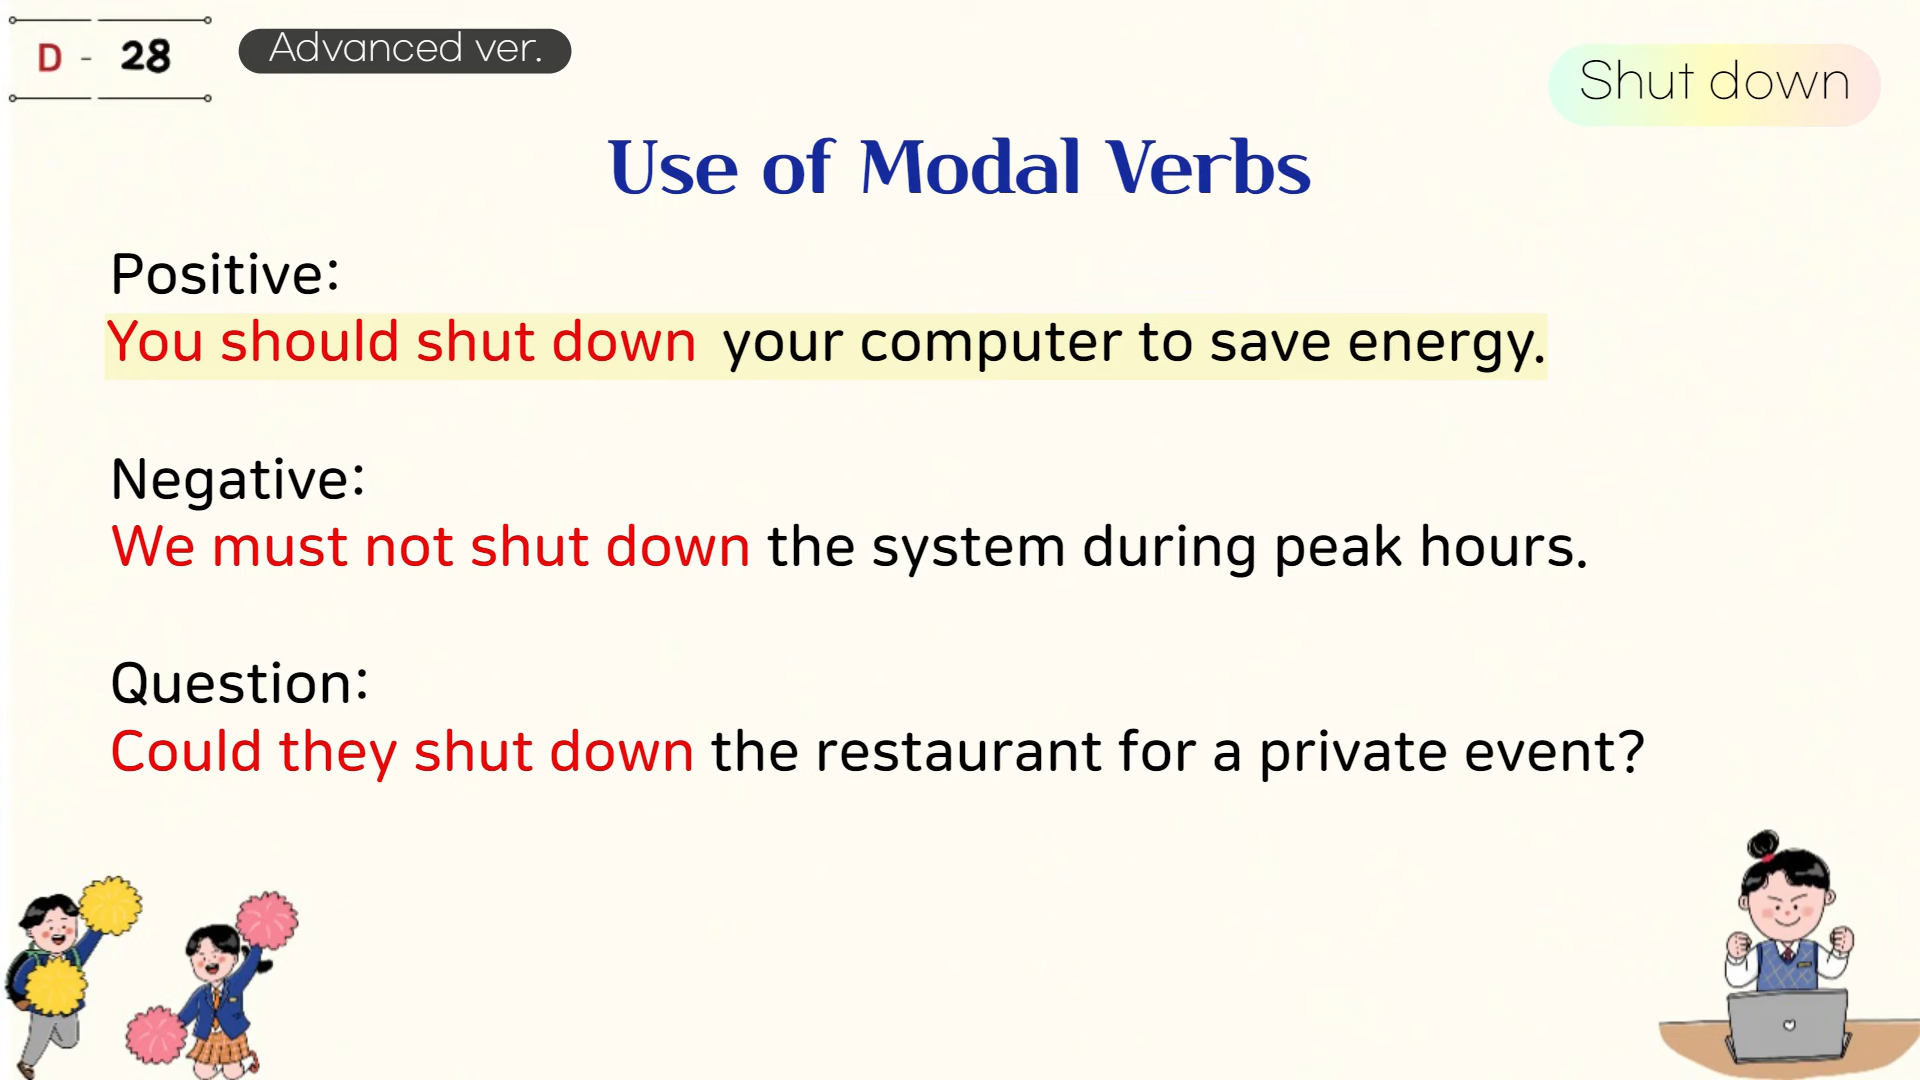 D - 28
Advanced ver.
Shut down
Use of Modal Verbs
Positive:
You should shut down your computer to save energy.
Negative:
We must not shut down the system during peak hours.
Question:
Could they shut down the restaurant for a private event?